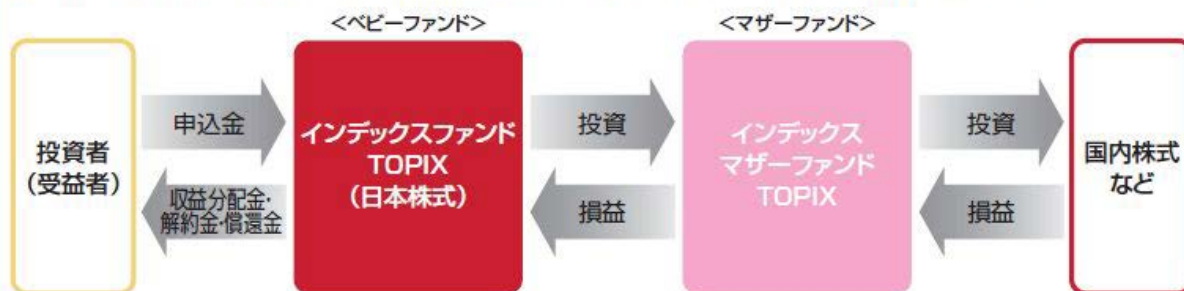 <ベビーファンド>
<マザーファンド>
投資者
(受益者)
申込金
収益分配金・
解約金・償還金
インデックスファンド
TOPIX
(日本株式)
投資
損益
インデックス
マザーファンド
TOPIX
投資
損益
国内株式
など